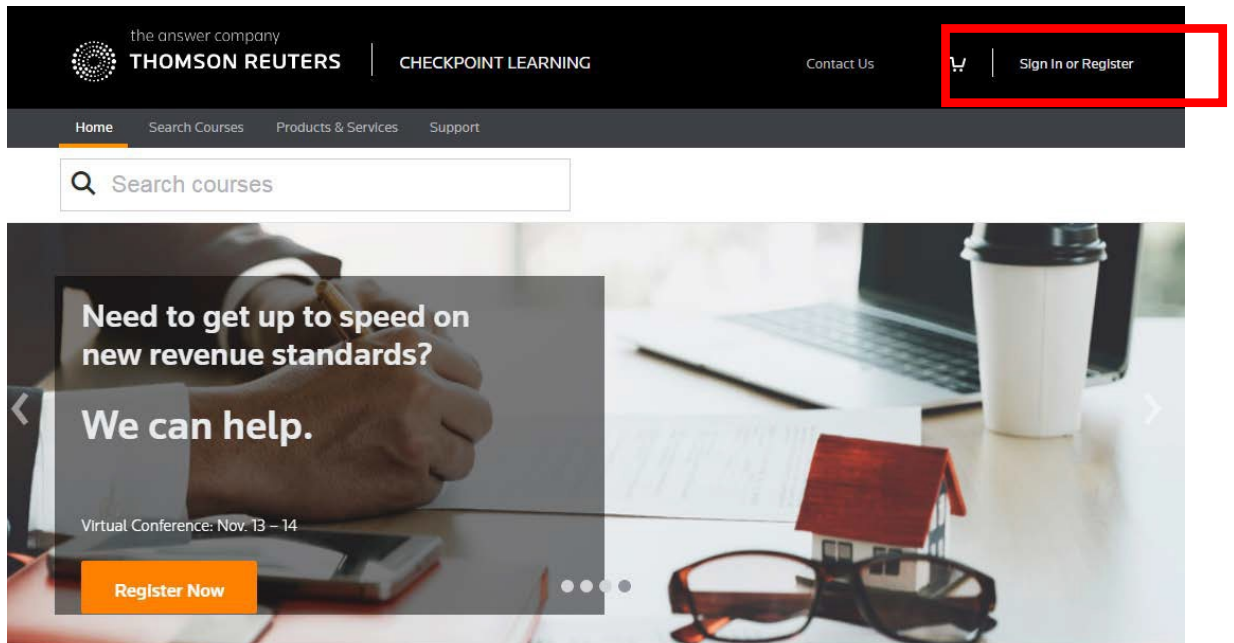 the answer company
THOMSON REUTERS
CHECKPOINT LEARNING
Contact Us
Sign In or Register
Home Search Courses Products & Services Support
Search courses
Need to get up to speed on
new revenue standards?
We can help.
Virtual Conference: Nov. 13 – 14
Register Now